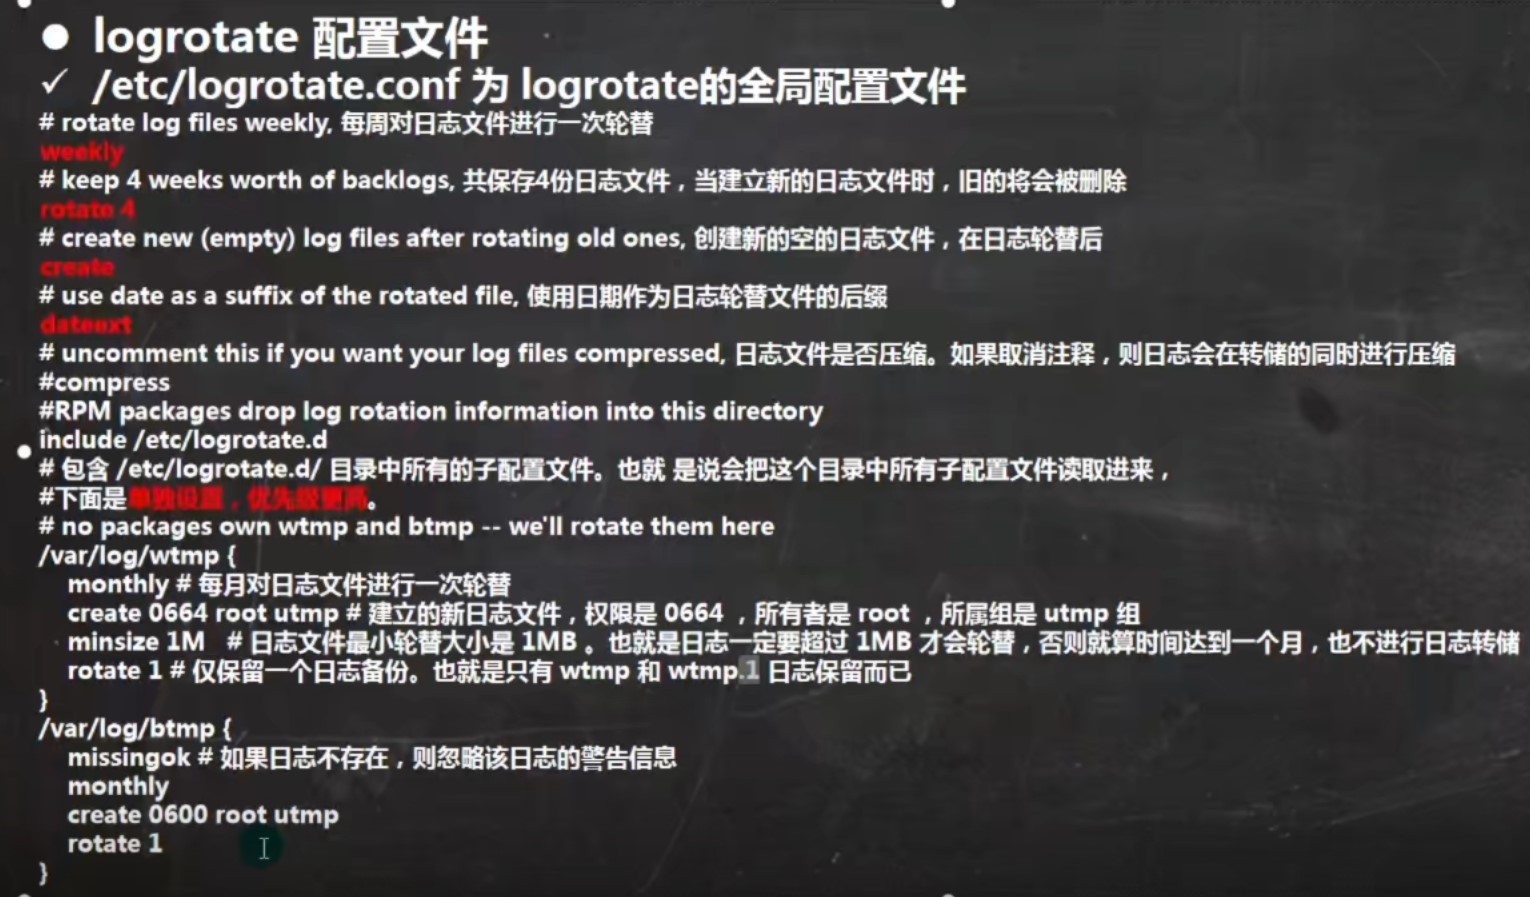 ● logrotate 配置文件
✓ /etc/logrotate.conf 为 logrotate的全局配置文件
# rotate log files weekly, 每周对日志文件进行一次轮替
weekly
# keep 4 weeks worth of backlogs, 共保存4份日志文件，当建立新的日志文件时，旧的将会被删除
rotate 4
# create new (empty) log files after rotating old ones, 创建新的空的日志文件，在日志轮替后
create
# use date as a suffix of the rotated file, 使用日期作为日志轮替文件的后缀
dateext
# uncomment this if you want your log files compressed, 日志文件是否压缩。如果取消注释，则日志会在转储的同时进行压缩
#compress
#RPM packages drop log rotation information into this directory
include /etc/logrotate.d
# 包含 /etc/logrotate.d/ 目录中所有的子配置文件。也就 是说会把这个目录中所有子配置文件读取进来，
#下面是单独设置，优先级更高。
# no packages own wtmp and btmp -- we'll rotate them here
/var/log/wtmp {
monthly # 每月对日志文件进行一次轮替
create 0664 root utmp # 建立的新日志文件，权限是 0664 ，所有者是 root ，所属组是 utmp 组
minsize 1M # 日志文件最小轮替大小是 1MB 。也就是日志一定要超过 1MB 才会轮替，否则就算时间达到一个月，也不进行日志转储
rotate 1 # 仅保留一个日志备份。也就是只有 wtmp 和 wtmp.1 日志保留而已
}
/var/log/btmp {
missingok # 如果日志不存在，则忽略该日志的警告信息
monthly
create 0600 root utmp
rotate 1
}